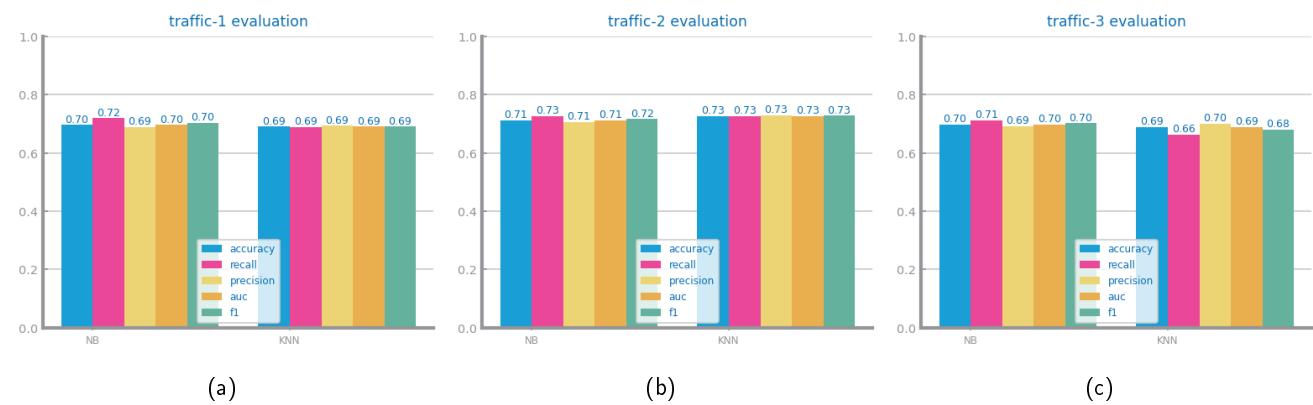 traffic-1 evaluation
1.0
0.8
0.6
0.4
0.2
0.0
0.70
0.72
0.69
0.70
0.70
0.69
0.69
0.69
0.69
0.69
accuracy
recall
precision
auc
f1
NB
KNN
(a)
traffic-2 evaluation
1.0
0.8
0.6
0.4
0.2
0.0
0.71
0.73
0.71
0.71
0.72
0.73
0.73
0.73
0.73
0.73
accuracy
recall
precision
auc
f1
NB
KNN
(b)
traffic-3 evaluation
1.0
0.8
0.6
0.4
0.2
0.0
0.70
0.71
0.69
0.70
0.70
0.69
0.66
0.70
0.69
0.68
accuracy
recall
precision
auc
f1
NB
KNN
(c)